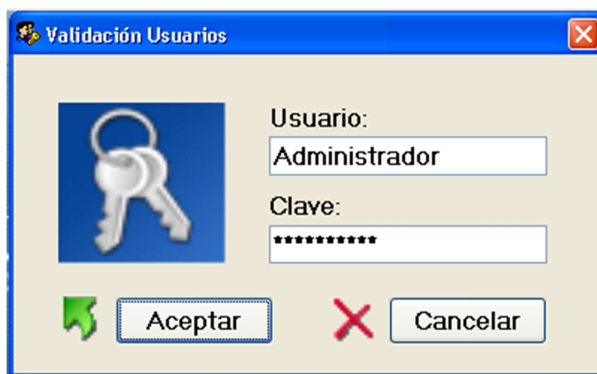 Validación Usuarios
Usuario:
Administrador
Clave:
**********
Aceptar
Cancelar